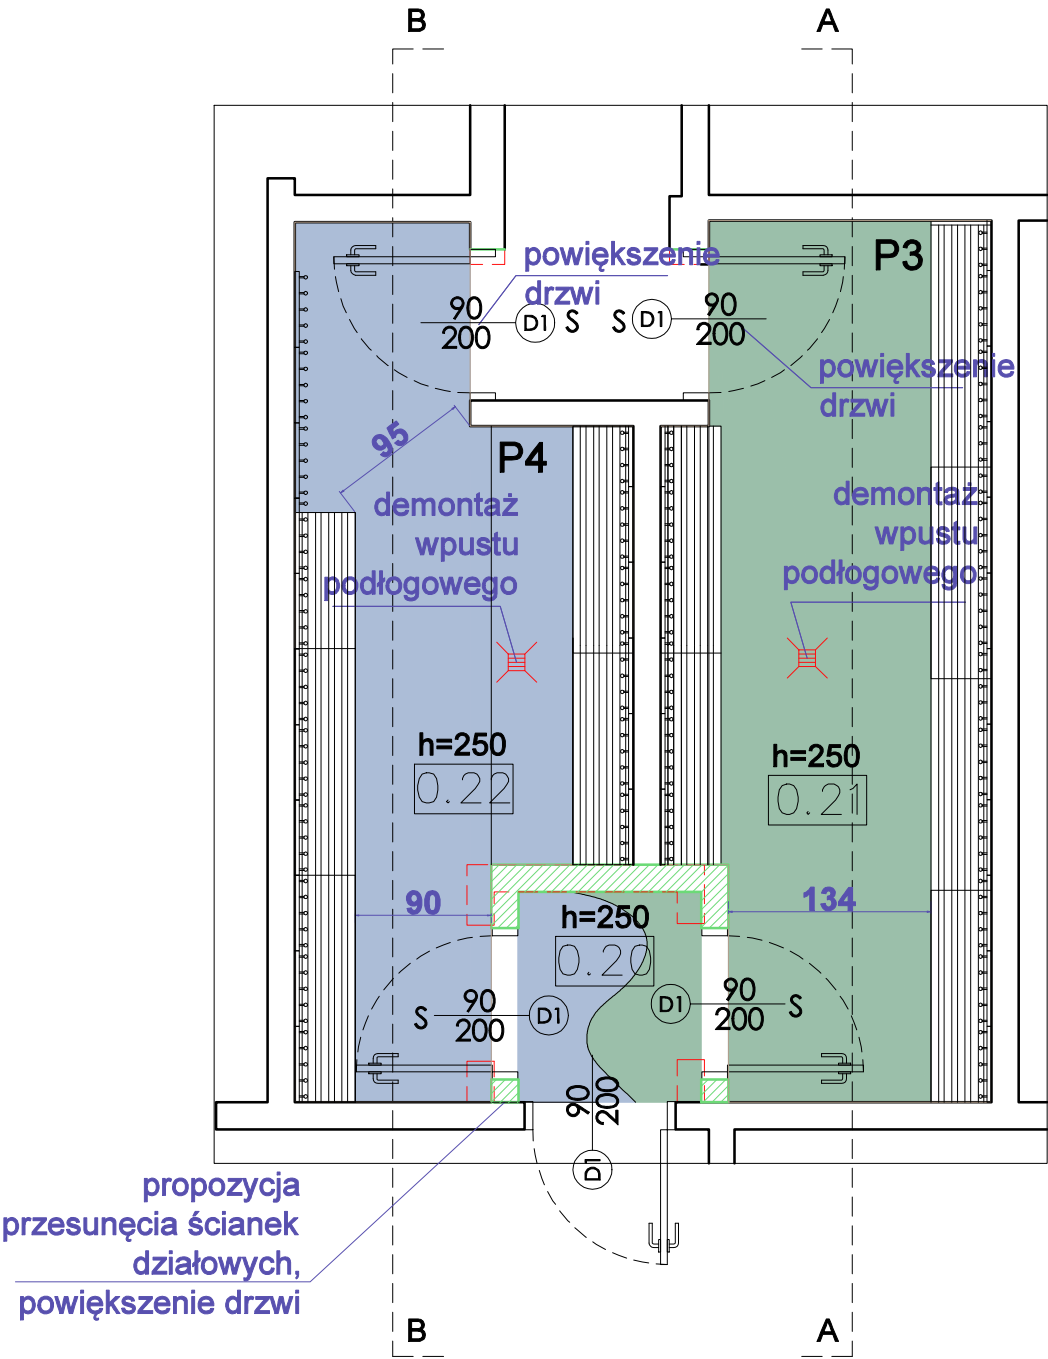 B
A
P3
powiększenie
drzwi
90
200
D1
S
S
D1
90
200
powiększenie
drzwi
95
P4
demontaż
wpustu
podłogowego
demontaż
wpustu
podłogowego
h=250
0.22
h=250
0.21
90
134
h=250
0.20
S
90
200
D1
D1
90
200
S
90
200
D1
propozycja
przesunęcia ścianek
działowych,
powiększenie drzwi
B
A